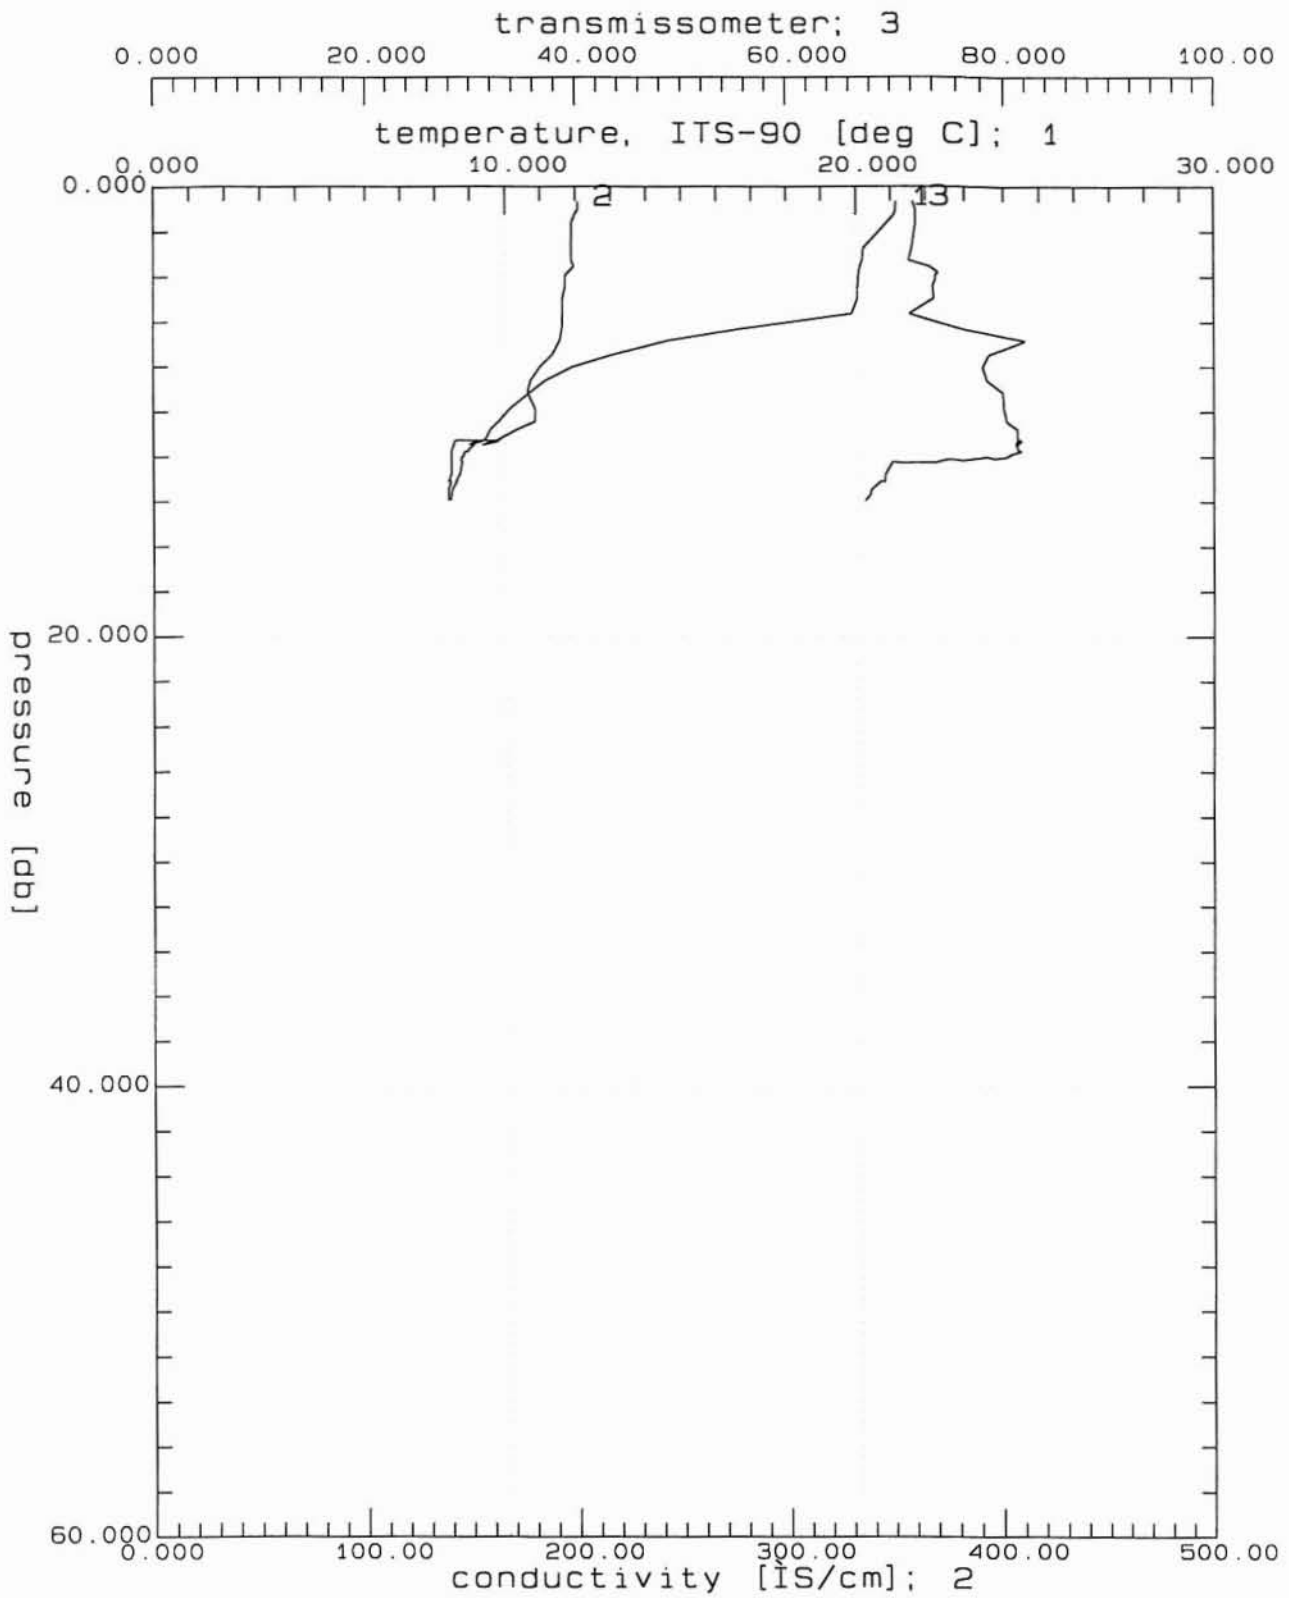 transmissometer; 3
0.000 20.000 40.000 60.000 80.000 100.00
temperature, ITS-90 [deg C]; 1
0.000 10.000 20.000 30.000
0.000
2 13
20.000
pressure [db]
40.000
60.000
0.000 100.00 200.00 300.00 400.00 500.00
conductivity [ÌS/cm]; 2